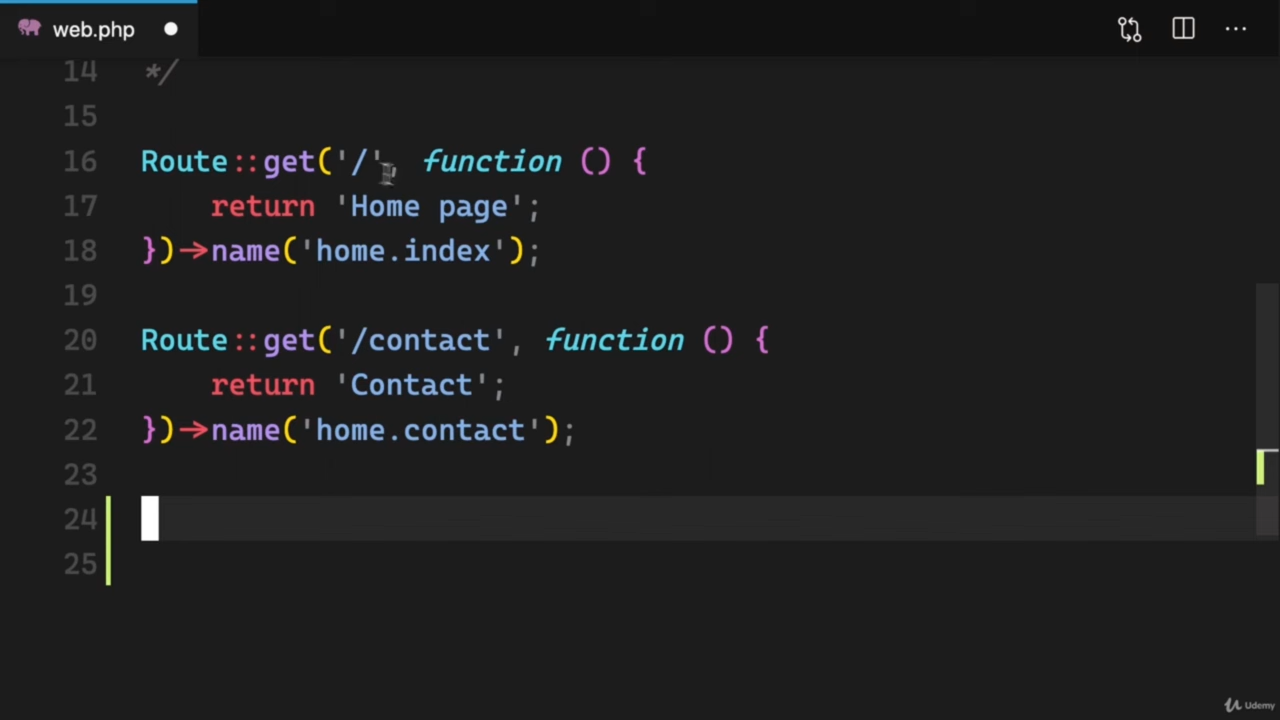 web.php
14 */
15
16 Route::get('/', function () {
17     return 'Home page';
18 })->name('home.index');
19
20 Route::get('/contact', function () {
21     return 'Contact';
22 })->name('home.contact');
23
24
25
Udemy